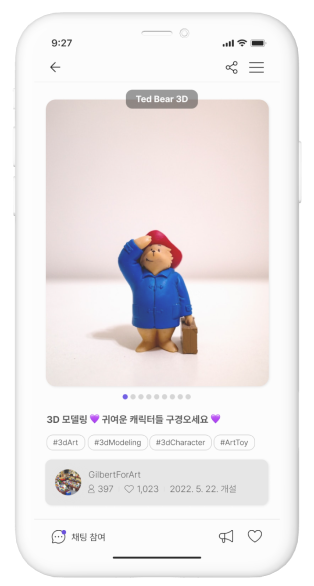 9:27
Ted Bear 3D
3D 모델링 💜 귀여운 캐릭터들 구경오세요 💜
#3dArt #3dModeling #3dCharacter #ArtToy
GilbertForArt
397 1,023 2022. 5. 22. 개설
채팅 참여